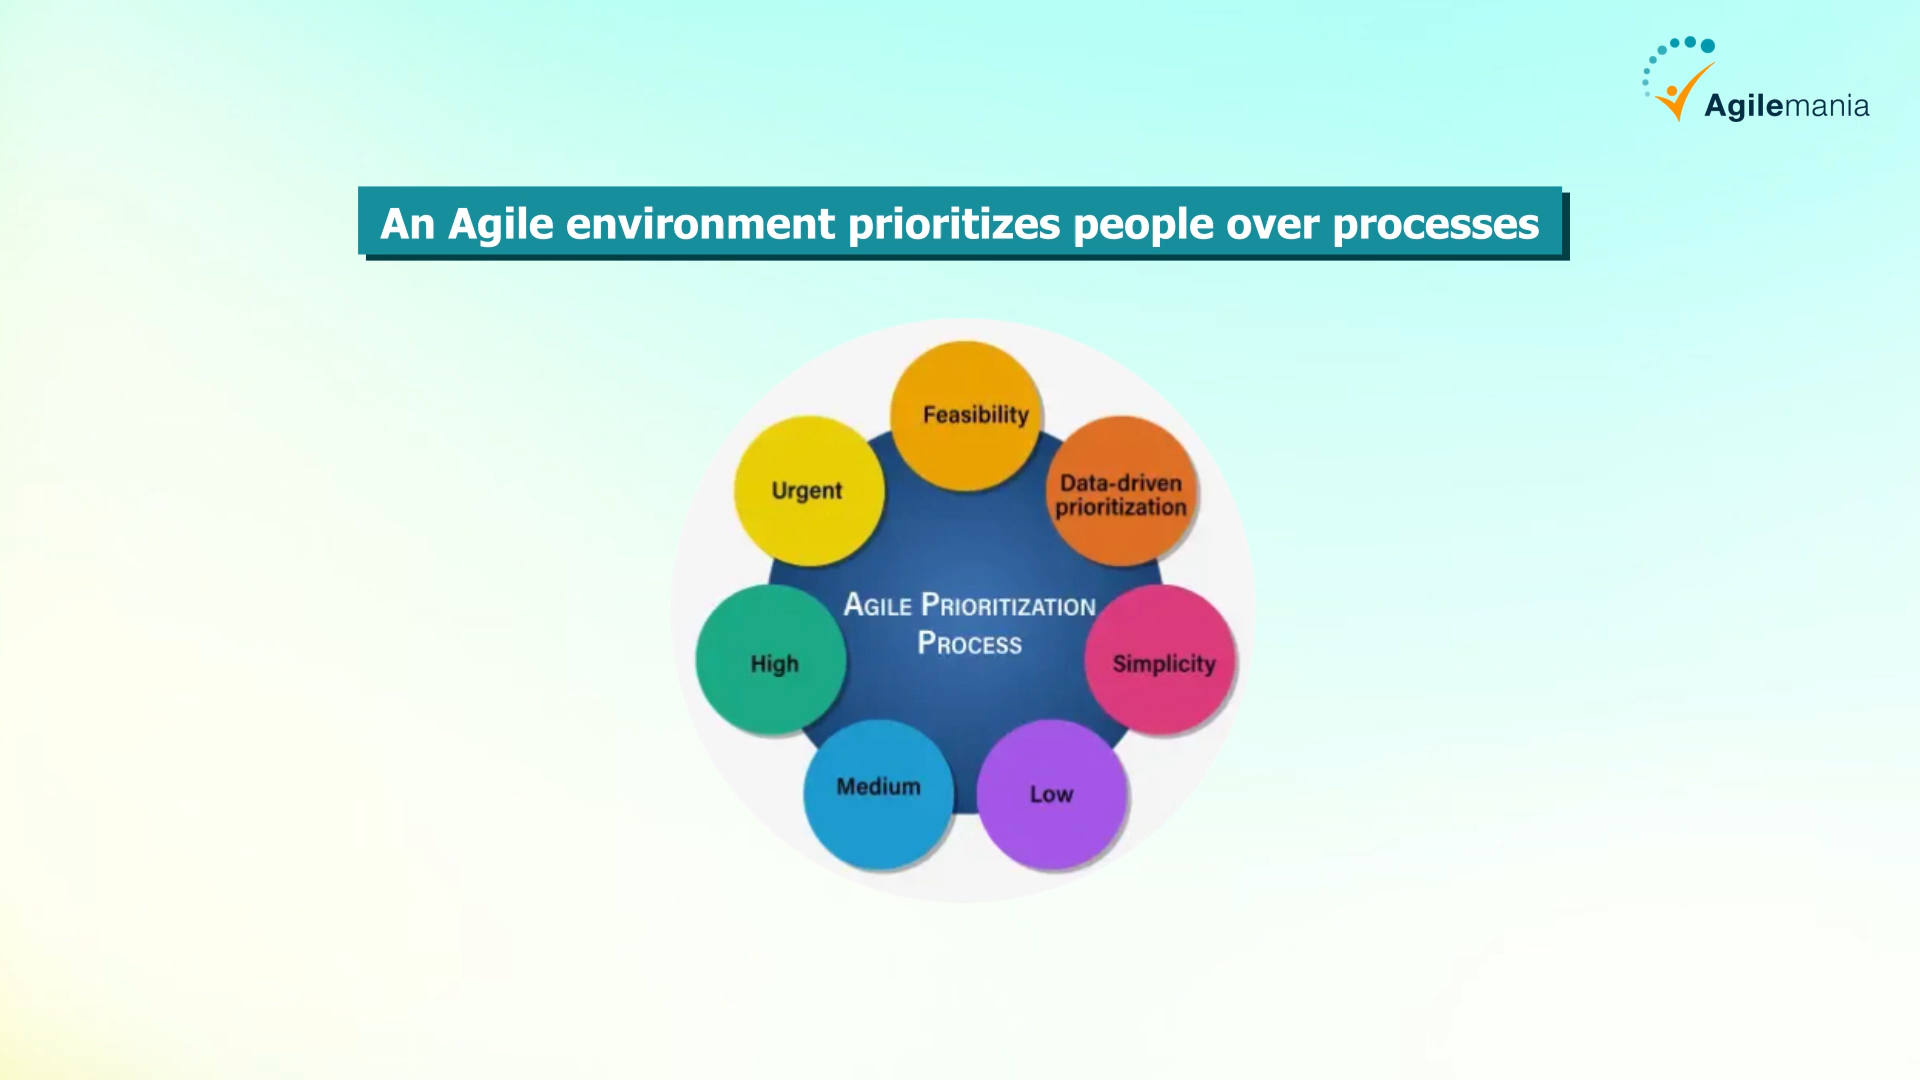 Agilemania
An Agile environment prioritizes people over processes
Feasibility
Urgent
Data-driven
prioritization
AGILE PRIORITIZATION
PROCESS
High
Simplicity
Medium
Low